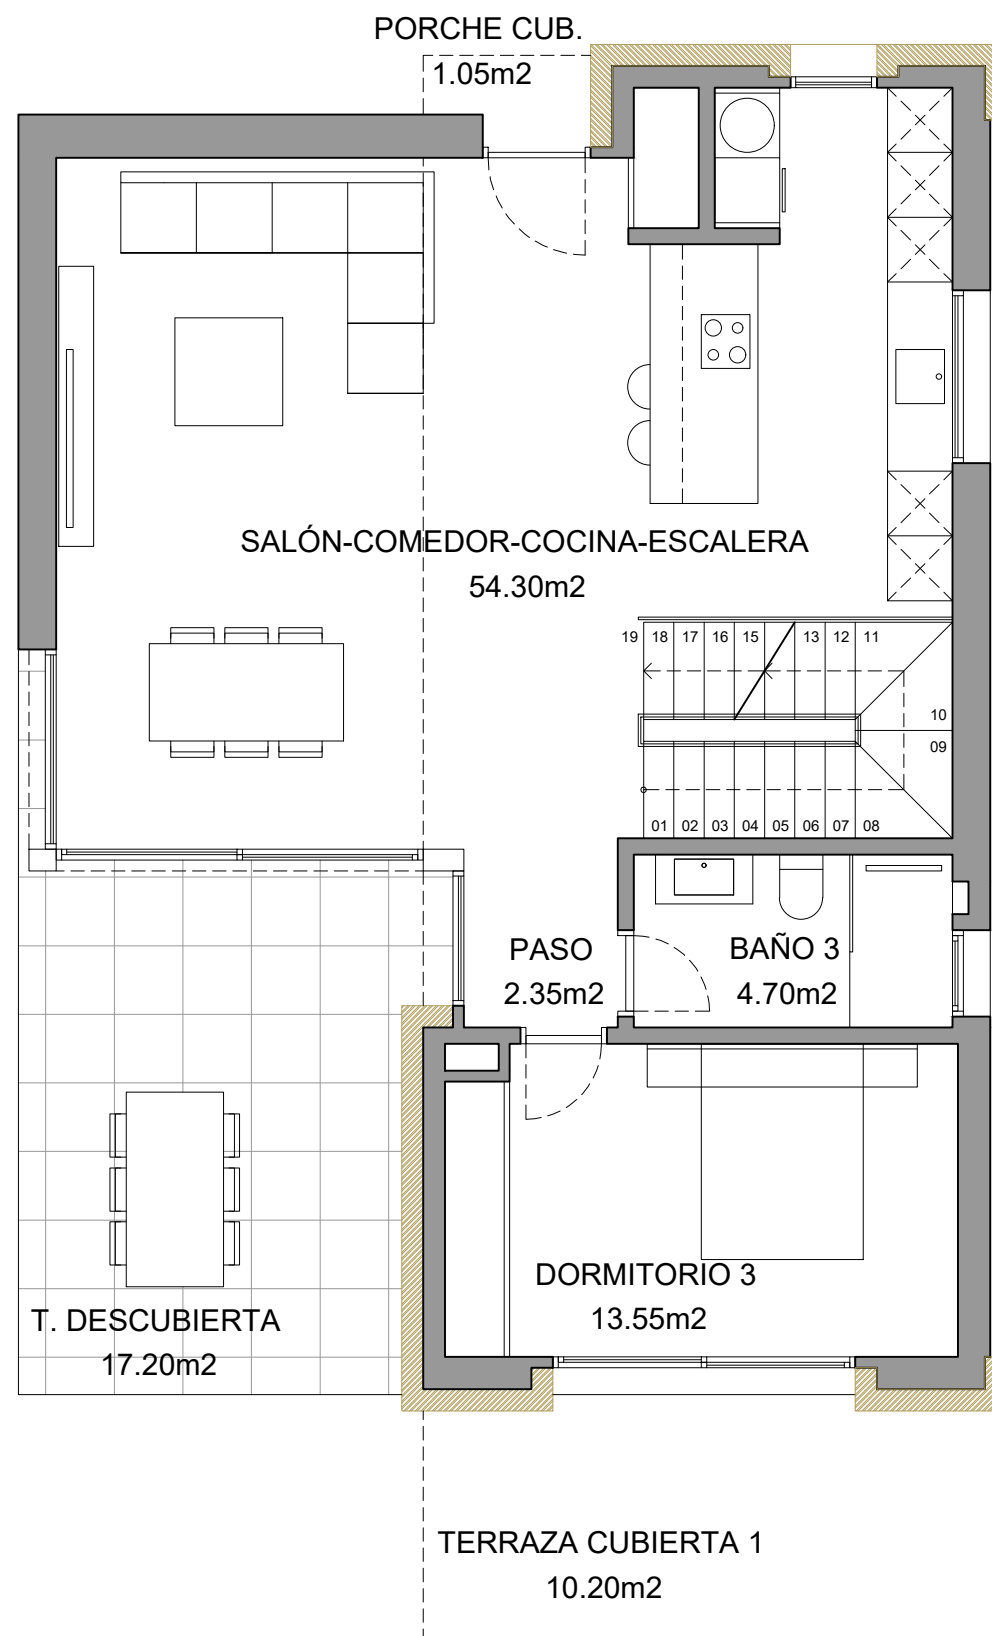 PORCHE CUB.
1.05m2
SALÓN-COMEDOR-COCINA-ESCALERA
54.30m2
19 18 17 16 15 13 12 11
10
09
01 02 03 04 05 06 07 08
PASO
2.35m2
BAÑO 3
4.70m2
DORMITORIO 3
13.55m2
T. DESCUBIERTA
17.20m2
TERRAZA CUBIERTA 1
10.20m2